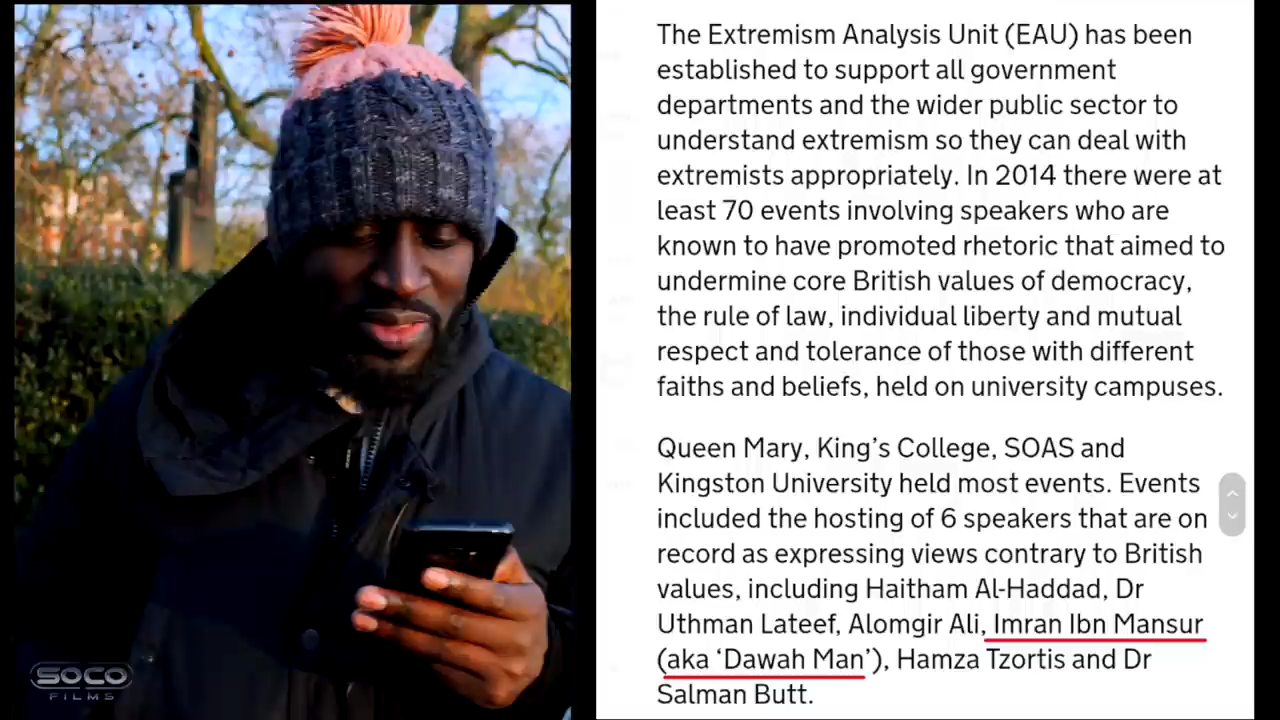 The Extremism Analysis Unit (EAU) has been
established to support all government
departments and the wider public sector to
understand extremism so they can deal with
extremists appropriately. In 2014 there were at
least 70 events involving speakers who are
known to have promoted rhetoric that aimed to
undermine core British values of democracy,
the rule of law, individual liberty and mutual
respect and tolerance of those with different
faiths and beliefs, held on university campuses.
Queen Mary, King’s College, SOAS and
Kingston University held most events. Events
included the hosting of 6 speakers that are on
record as expressing views contrary to British
values, including Haitham Al-Haddad, Dr
Uthman Lateef, Alomgir Ali, Imran Ibn Mansur
(aka ‘Dawah Man’), Hamza Tzortis and Dr
Salman Butt.
SOCO
FILMS